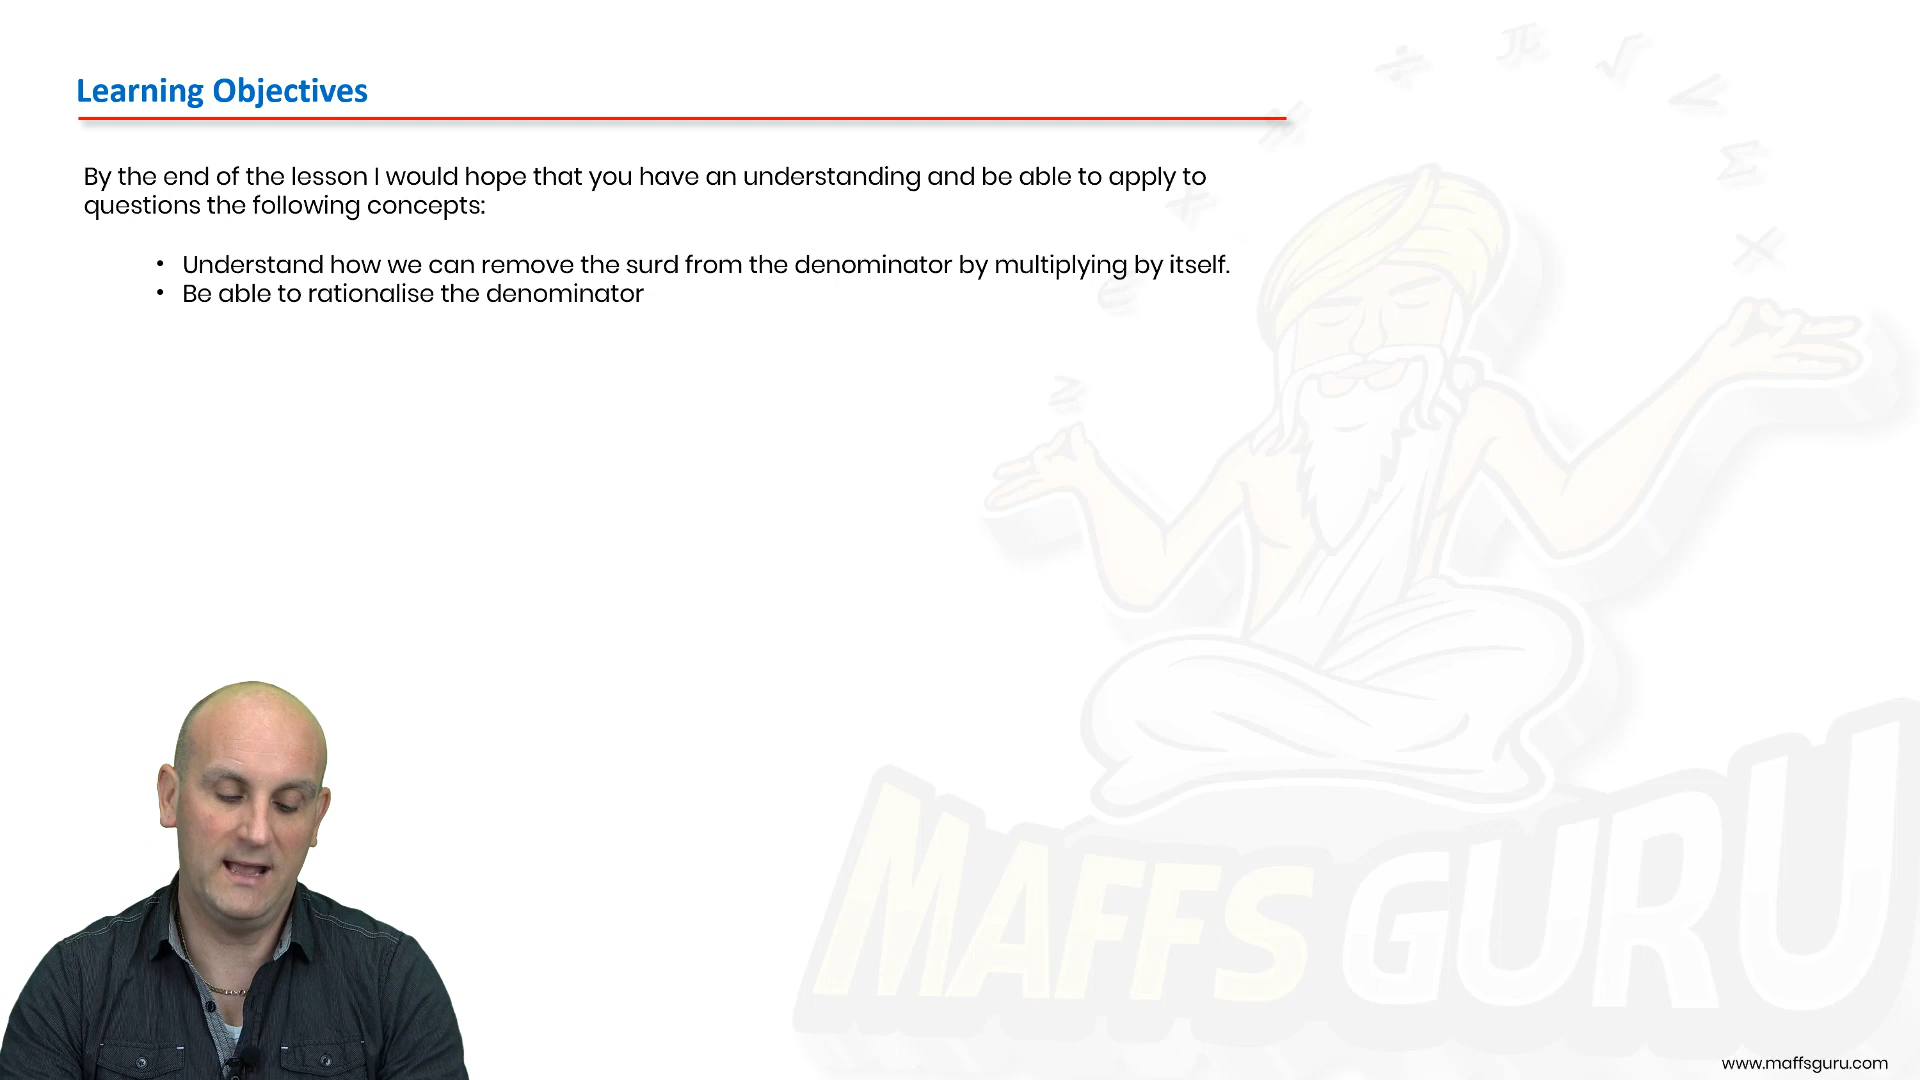 Learning Objectives
By the end of the lesson I would hope that you have an understanding and be able to apply to
questions the following concepts:
• Understand how we can remove the surd from the denominator by multiplying by itself.
• Be able to rationalise the denominator
MAFFS GURU
www.maffsguru.com